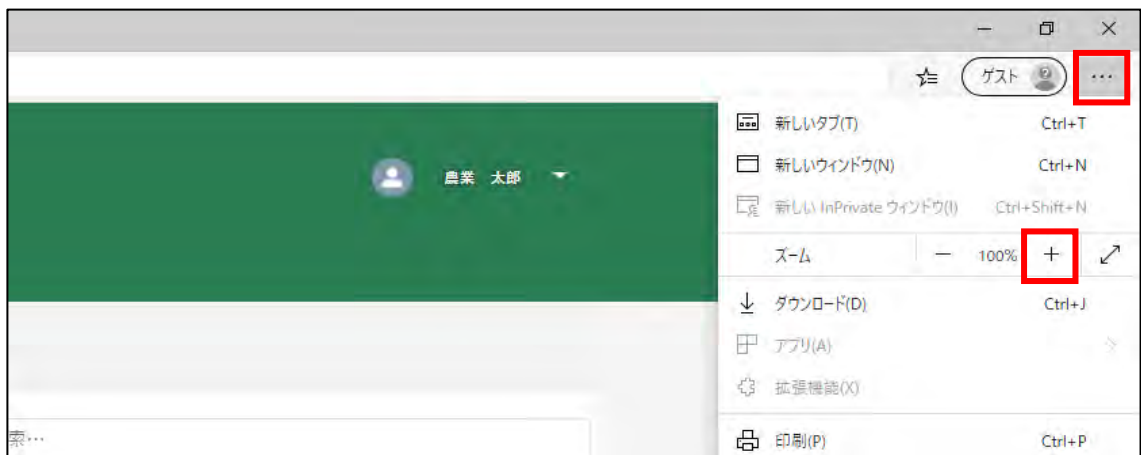 ゲスト
新しいタブ(T) Ctrl+T
農業 太郎
新しいウィンドウ(N) Ctrl+N
新しい InPrivate ウィンドウ(I) Ctrl+Shift+N
ズーム － 100% ＋
ダウンロード(D) Ctrl+J
アプリ(A)
拡張機能(X)
索…
印刷(P) Ctrl+P